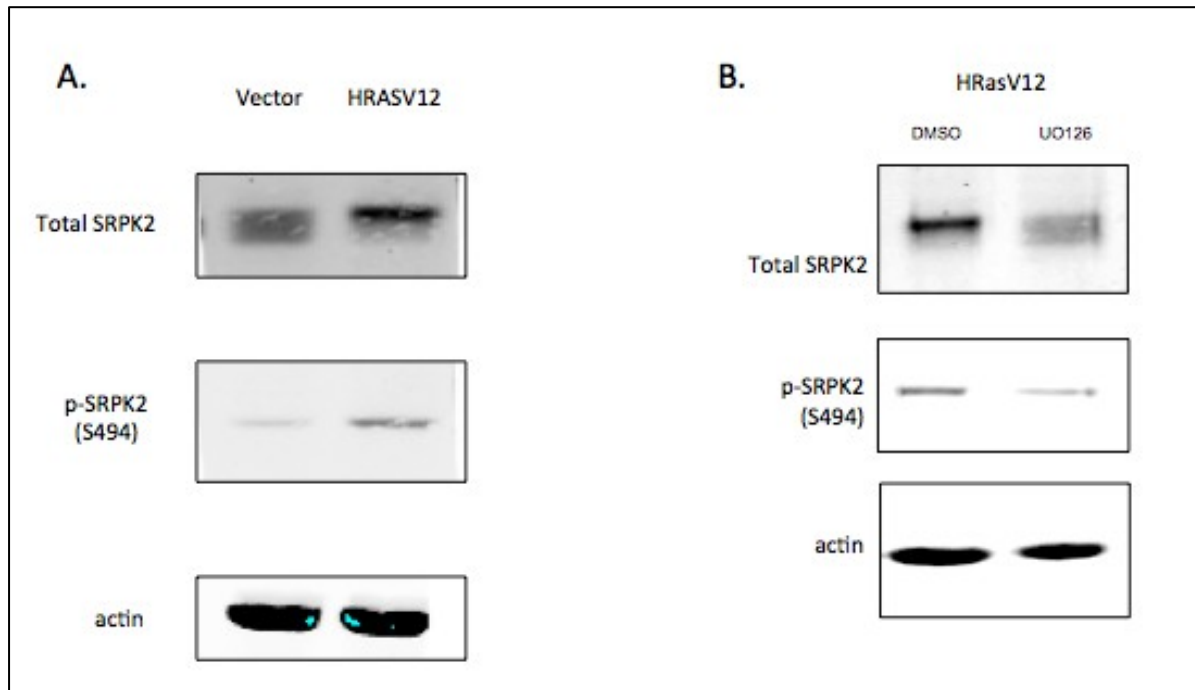 A.
Vector HRASV12
Total SRPK2
p-SRPK2
(S494)
actin
B.
HRasV12
DMSO UO126
Total SRPK2
p-SRPK2
(S494)
actin